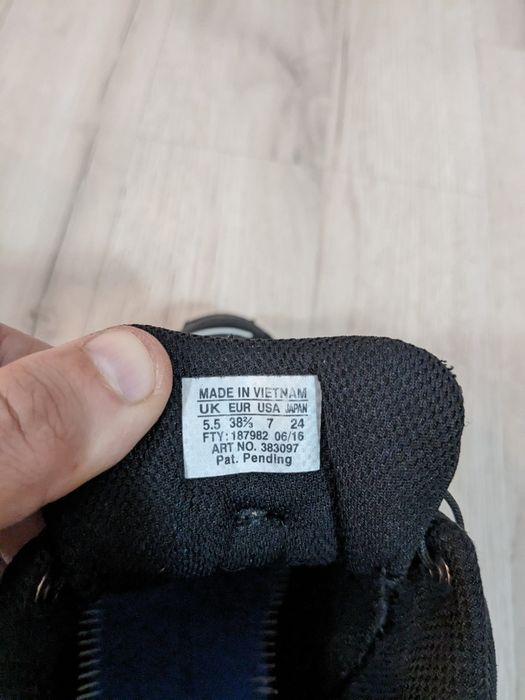 MADE IN VIETNAM
UK EUR USA JAPAN
5.5 38⅔ 7 24
FTY: 187982 06/16
ART NO. 383097
Pat. Pending